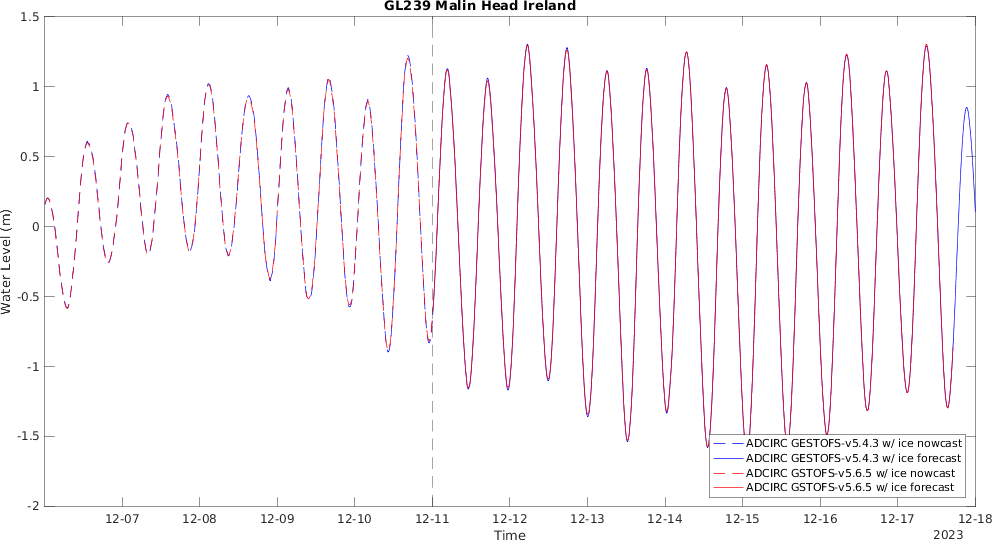 GL239 Malin Head Ireland
1.5
1
0.5
0
-0.5
-1
-1.5
-2
Water Level (m)
ADCIRC GESTOFS-v5.4.3 w/ ice nowcast
ADCIRC GESTOFS-v5.4.3 w/ ice forecast
ADCIRC GSTOFS-v5.6.5 w/ ice nowcast
ADCIRC GSTOFS-v5.6.5 w/ ice forecast
12-07 12-08 12-09 12-10 12-11 12-12 12-13 12-14 12-15 12-16 12-17 12-18
Time
2023